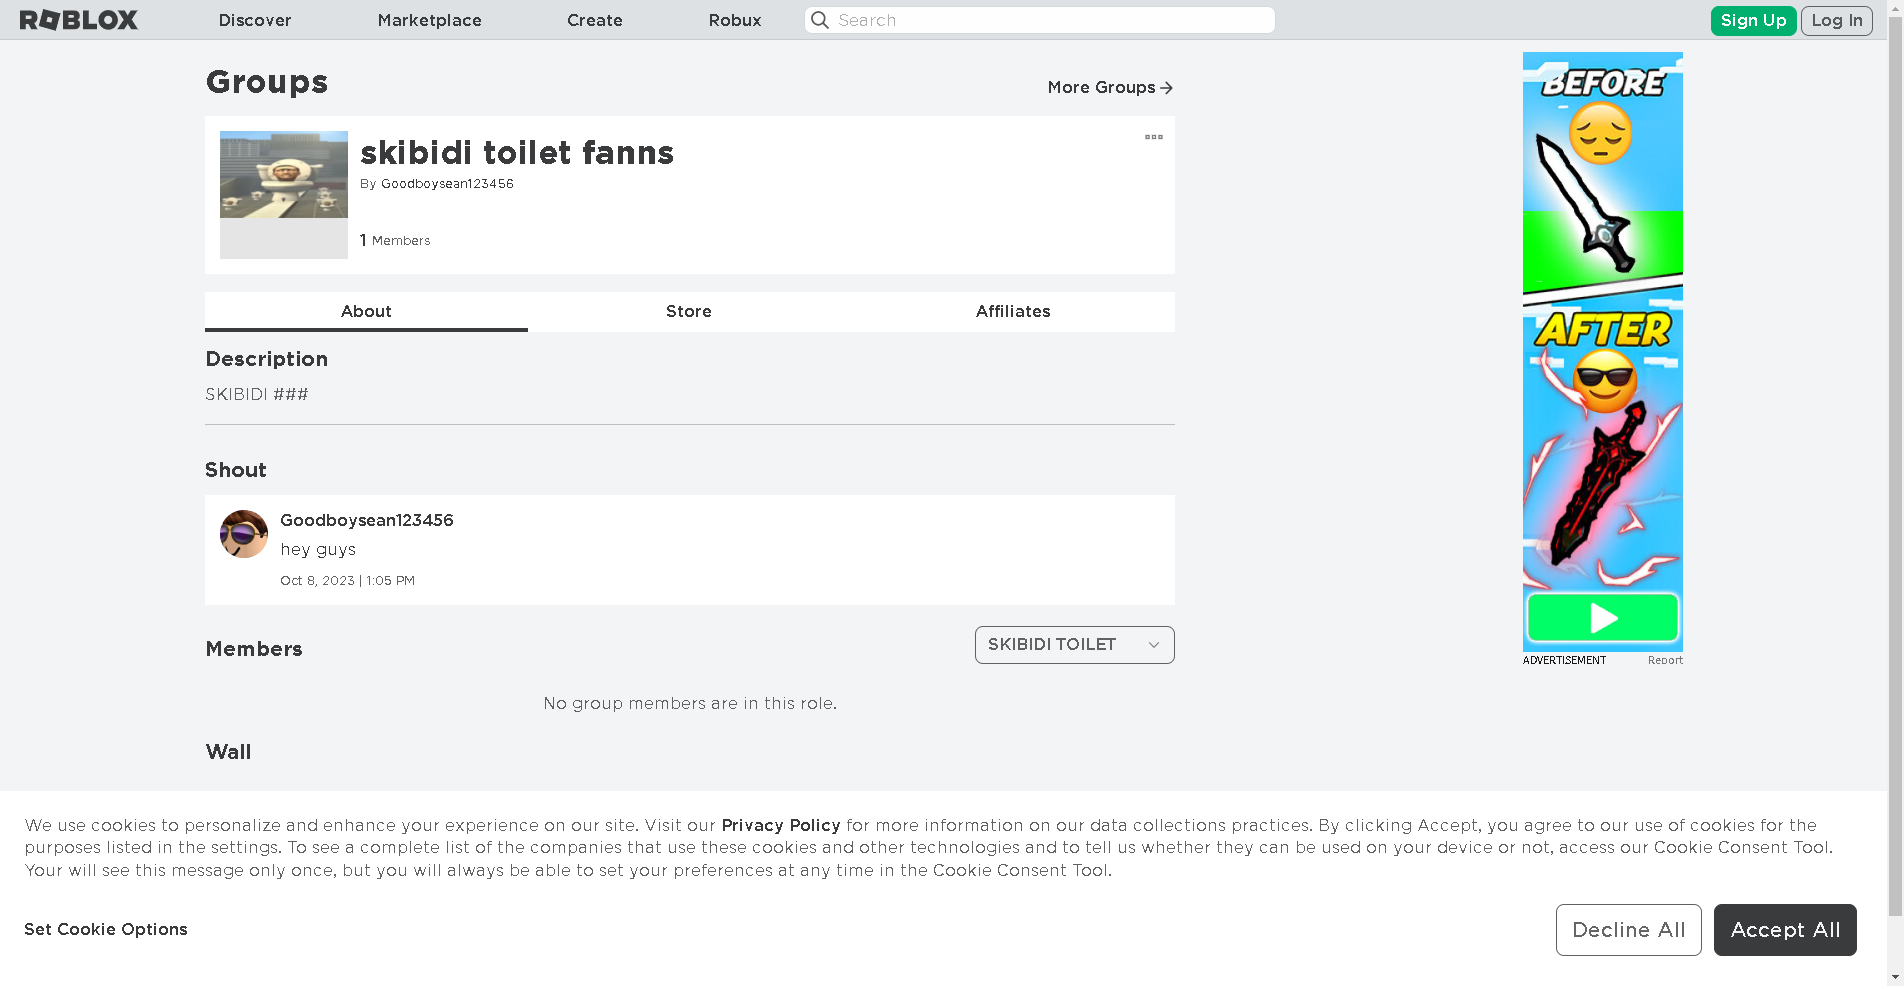 ROBLOX Discover Marketplace Create Robux Search Sign Up Log In
Groups
More Groups
skibidi toilet fanns
By Goodboysean123456
1 Members
About Store Affiliates
Description
SKIBIDI ###
Shout
Goodboysean123456
hey guys
Oct 8, 2023 | 1:05 PM
Members
SKIBIDI TOILET
No group members are in this role.
Wall
BEFORE
AFTER
ADVERTISEMENT Report
We use cookies to personalize and enhance your experience on our site. Visit our Privacy Policy for more information on our data collections practices. By clicking Accept, you agree to our use of cookies for the
purposes listed in the settings. To see a complete list of the companies that use these cookies and other technologies and to tell us whether they can be used on your device or not, access our Cookie Consent Tool.
Your will see this message only once, but you will always be able to set your preferences at any time in the Cookie Consent Tool.
Set Cookie Options
Decline All
Accept All